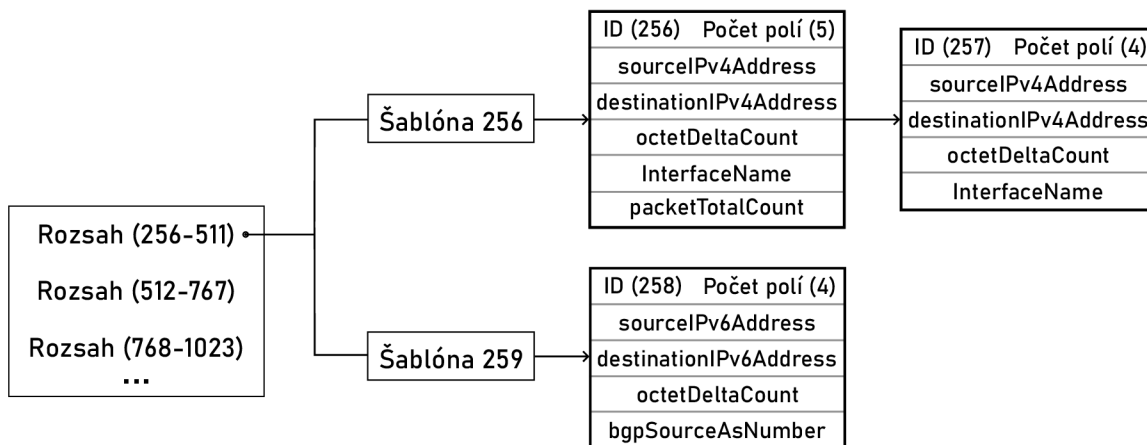 Rozsah (256-511)
Rozsah (512-767)
Rozsah (768-1023)
...
Šablóna 256
Šablóna 259
ID (256) Počet polí (5)
sourceIPv4Address
destinationIPv4Address
octetDeltaCount
InterfaceName
packetTotalCount
ID (257) Počet polí (4)
sourceIPv4Address
destinationIPv4Address
octetDeltaCount
InterfaceName
ID (258) Počet polí (4)
sourceIPv6Address
destinationIPv6Address
octetDeltaCount
bgpSourceAsNumber